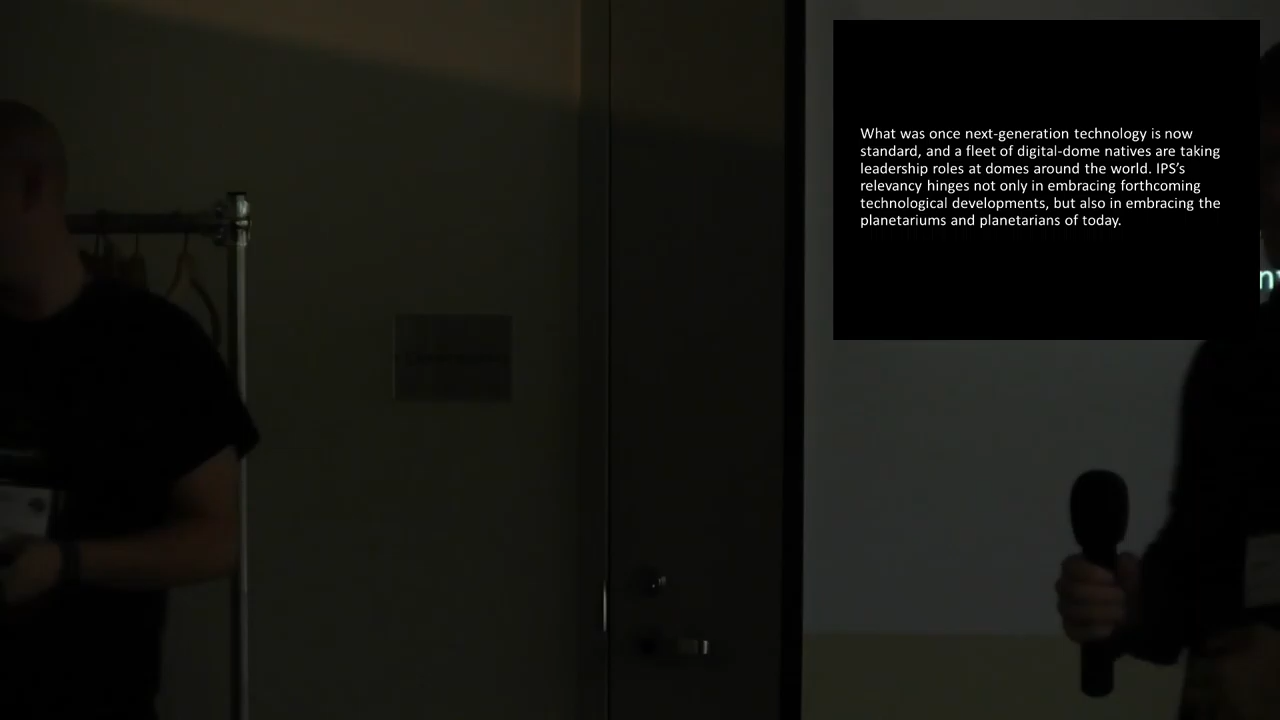 What was once next-generation technology is now
standard, and a fleet of digital-dome natives are taking
leadership roles at domes around the world. IPS’s
relevancy hinges not only in embracing forthcoming
technological developments, but also in embracing the
planetariums and planetarians of today.